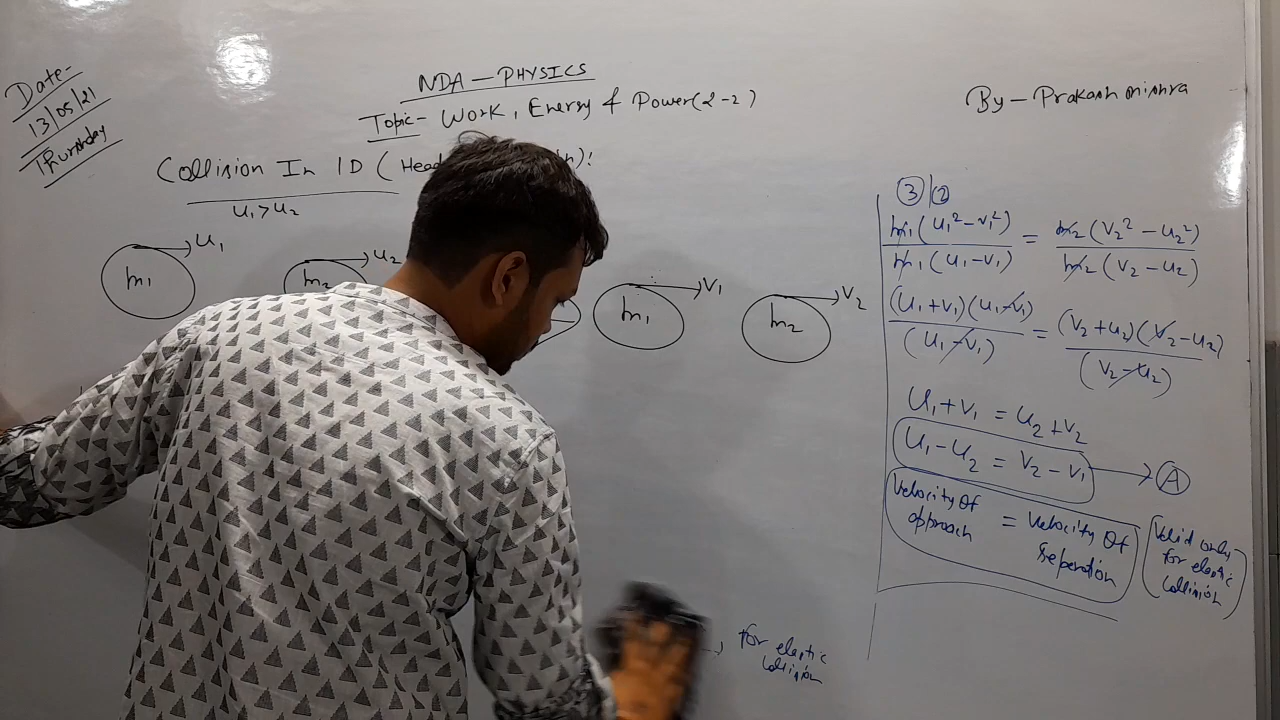 Date-
13/05/21
Thursday
NDA - PHYSICS
Topic - Work, Energy & Power (2-2)
By - Prakash mishra
Collision In 1D ( Head
):
u₁ > u₂
m₁ → u₁
m₂ → u₂
m₁ → v₁
m₂ → v₂
③ | ②
m₁(u₁² - v₁²) / m₁(u₁ - v₁) = m₂(v₂² - u₂²) / m₂(v₂ - u₂)
(u₁ + v₁)(u₁ - v₁) / (u₁ - v₁) = (v₂ + u₂)(v₂ - u₂) / (v₂ - u₂)
u₁ + v₁ = u₂ + v₂
u₁ - u₂ = v₂ - v₁ → Ⓐ
Velocity of approach = Velocity of Seperation
(Valid only for elastic collision)
for elastic
collision